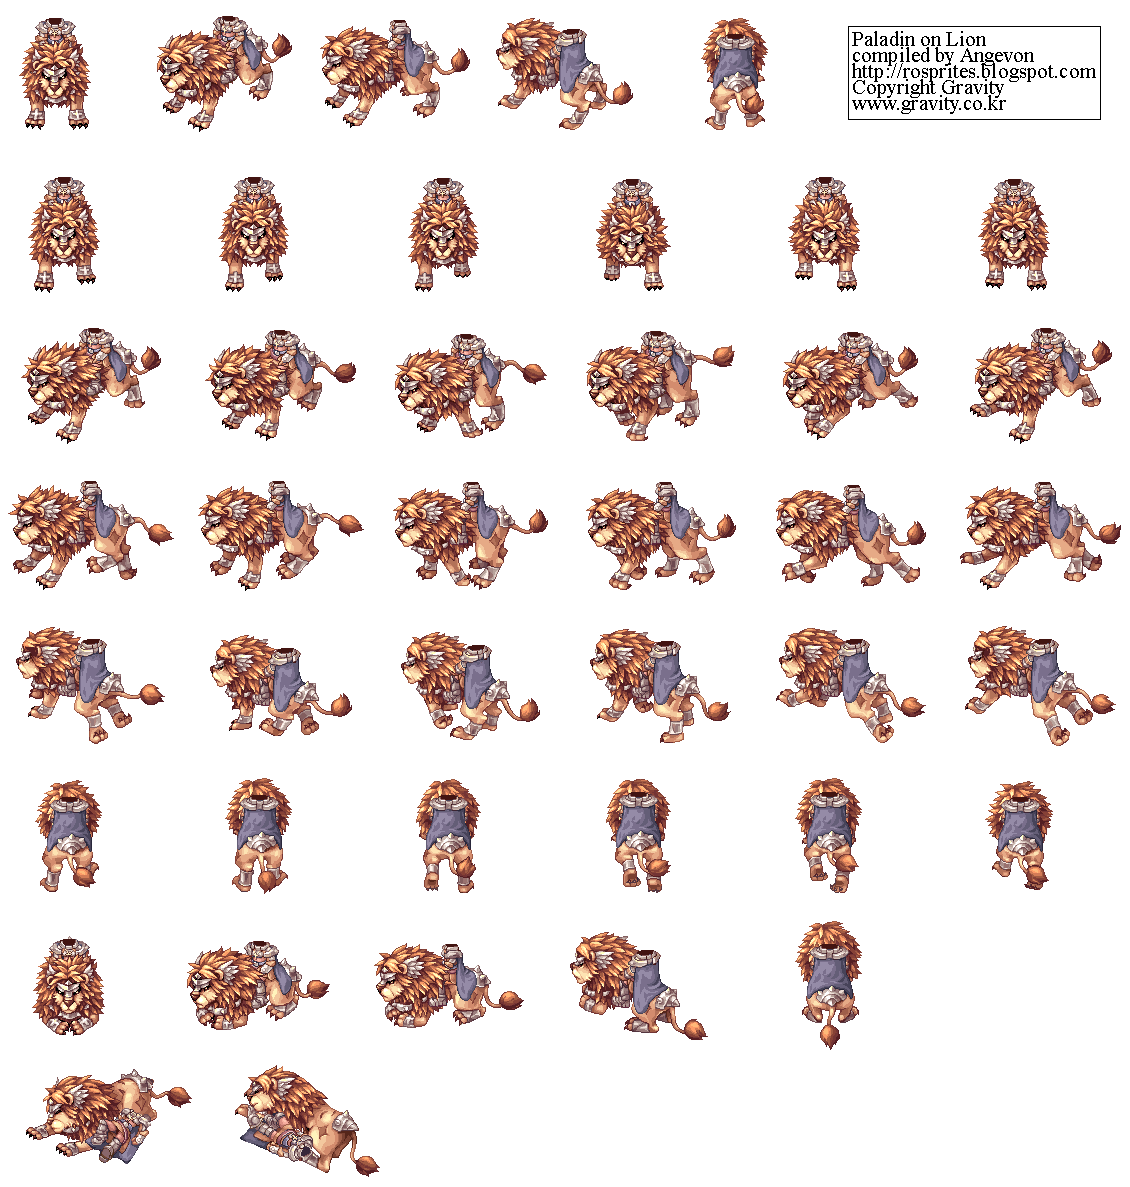 Paladin on Lion
compiled by Angevon
http://rosprites.blogspot.com
Copyright Gravity
www.gravity.co.kr